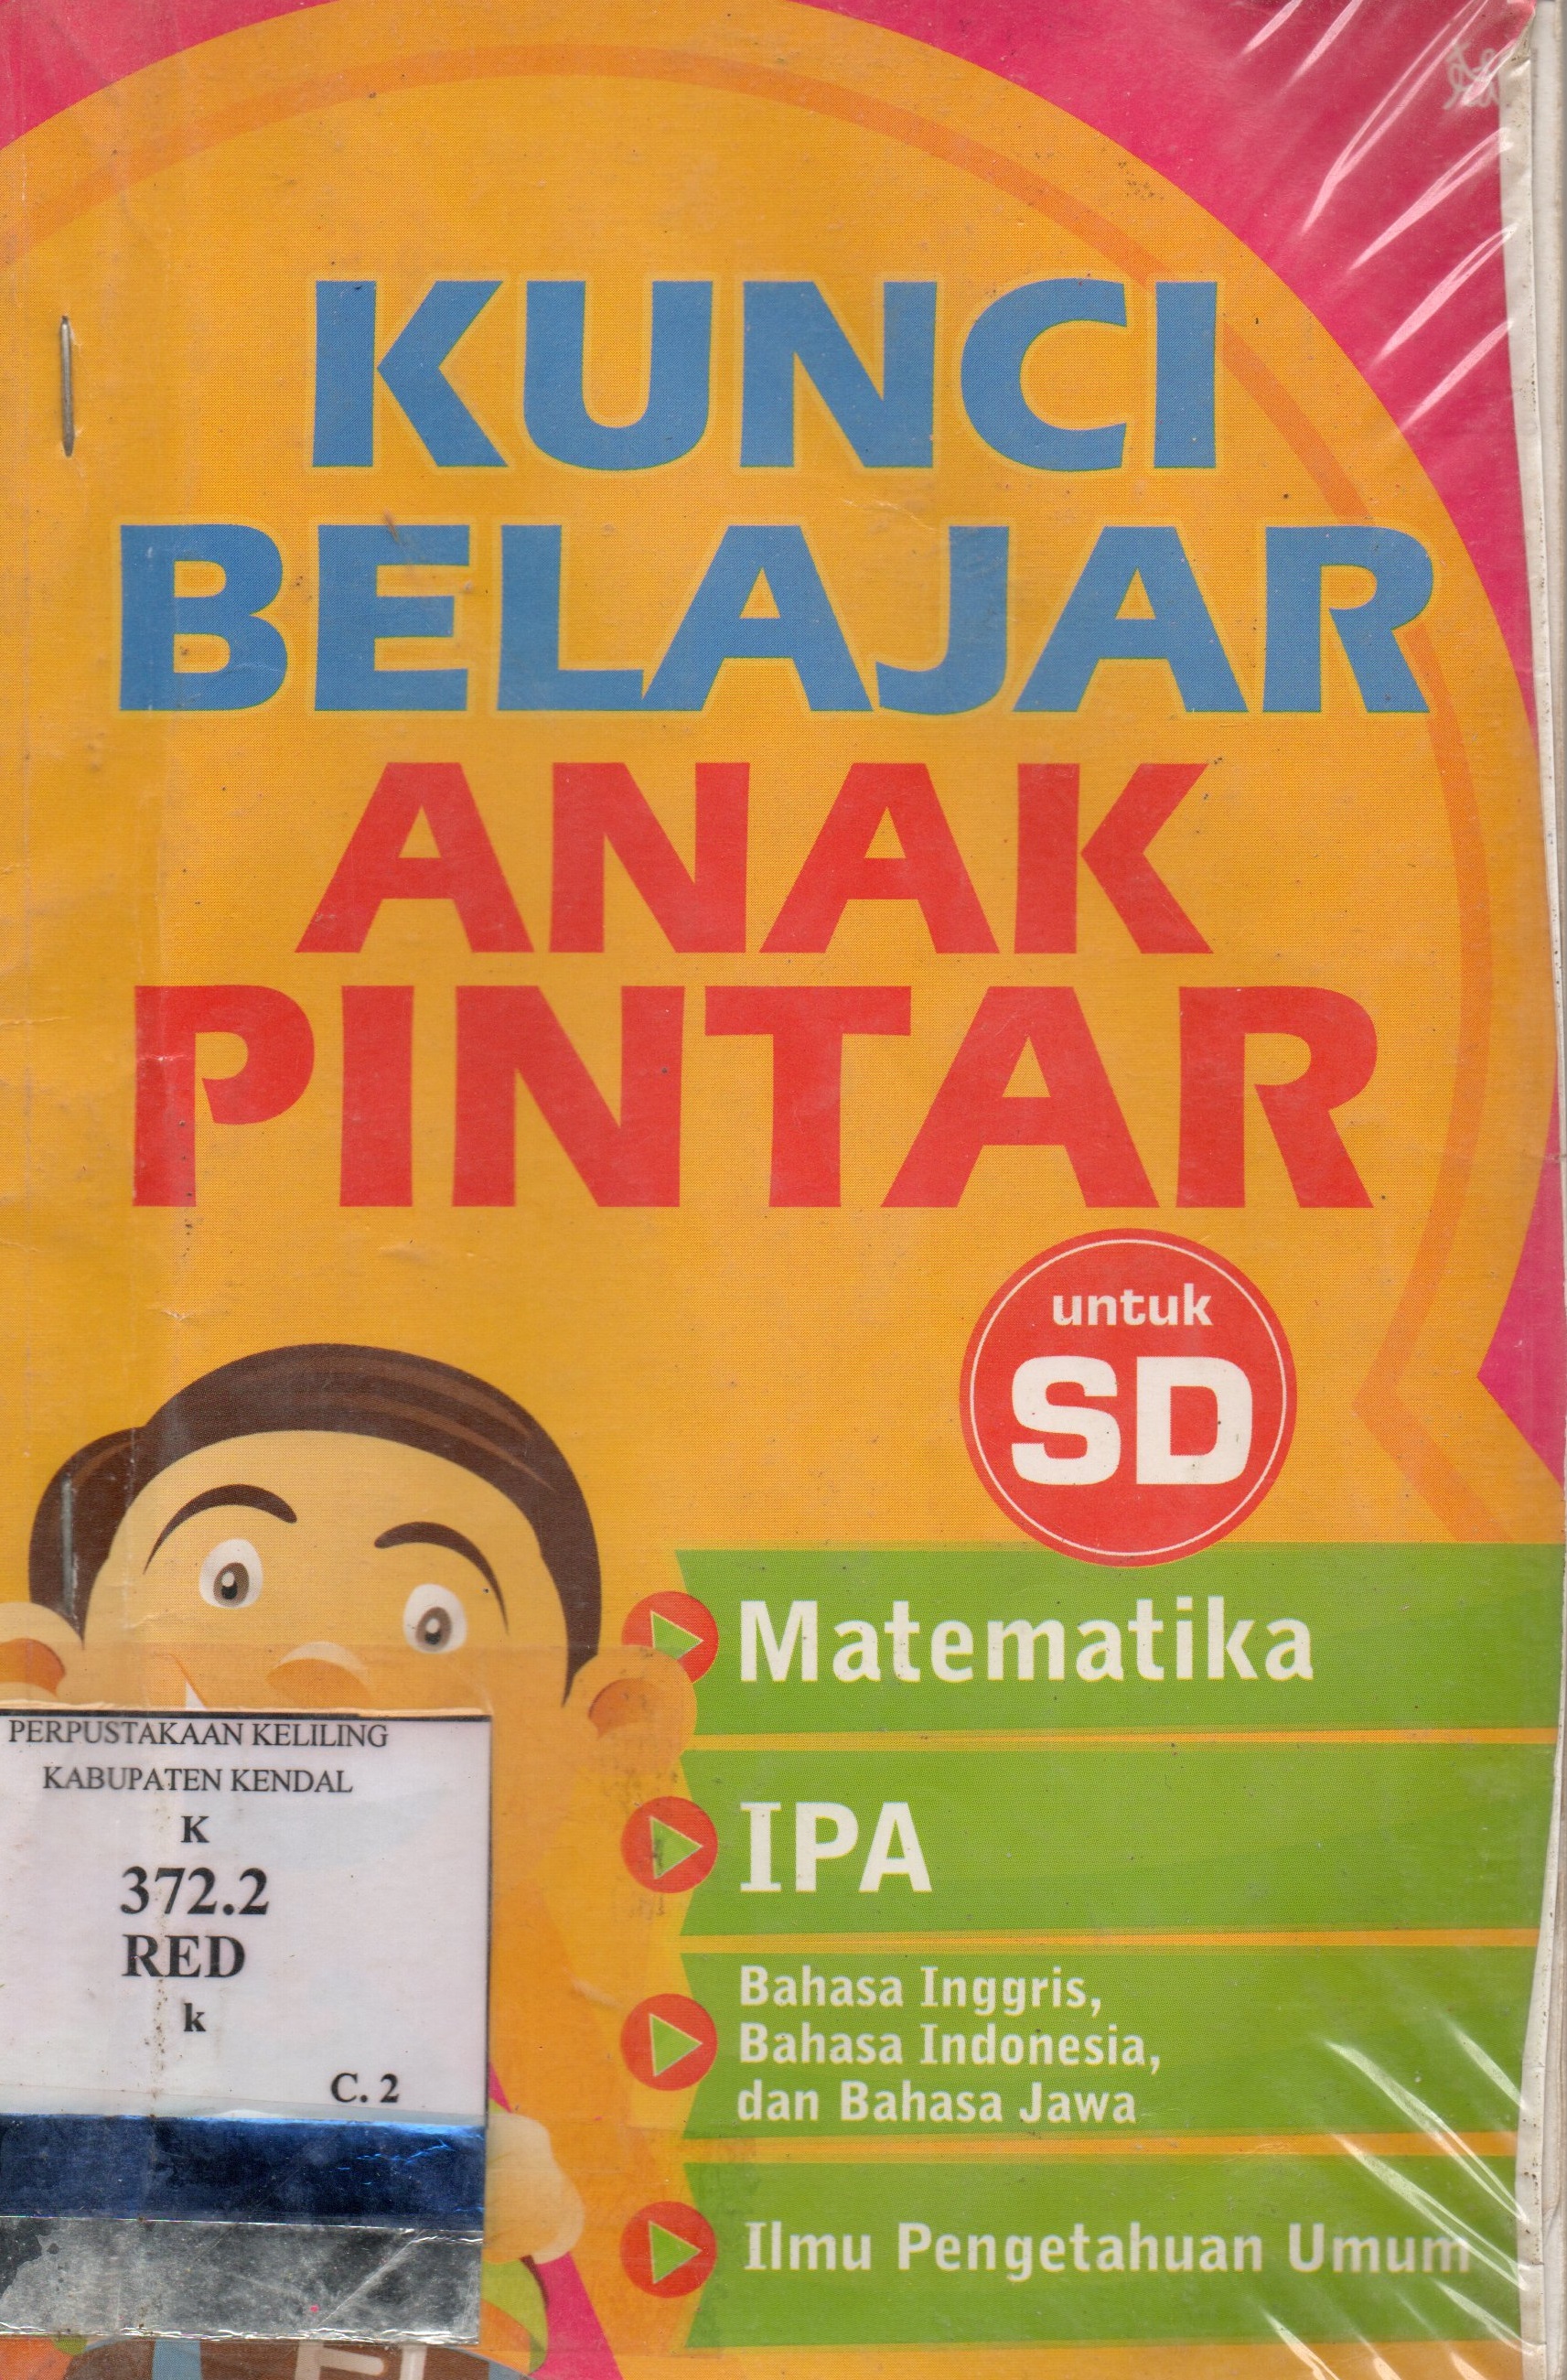 KUNCI
BELAJAR
ANAK
PINTAR
untuk
SD
Matematika
IPA
Bahasa Inggris,
Bahasa Indonesia,
dan Bahasa Jawa
Ilmu Pengetahuan Umum
PERPUSTAKAAN KELILING
KABUPATEN KENDAL
K
372.2
RED
k
C. 2